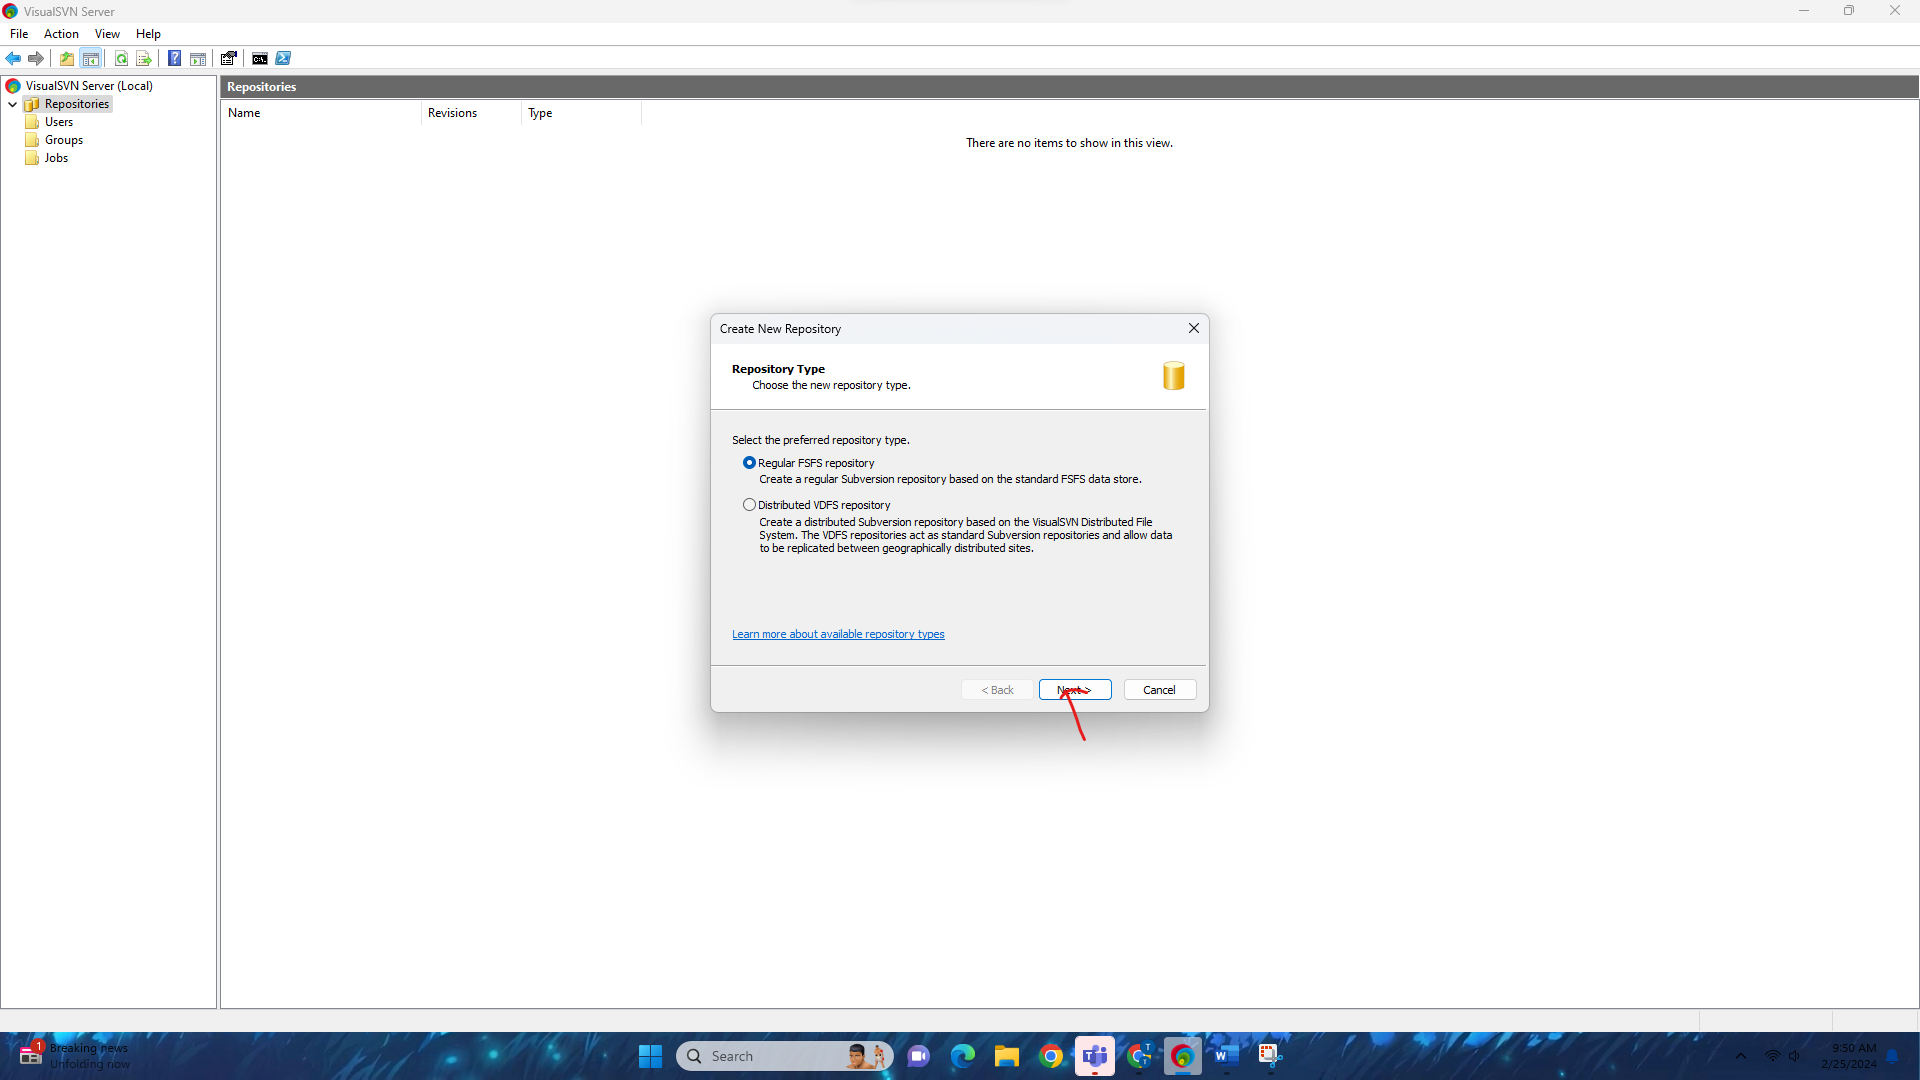 VisualSVN Server
File Action View Help
VisualSVN Server (Local)
Repositories
Users
Groups
Jobs
Repositories
Name Revisions Type
There are no items to show in this view.
Create New Repository
Repository Type
Choose the new repository type.
Select the preferred repository type.
Regular FSFS repository
Create a regular Subversion repository based on the standard FSFS data store.
Distributed VDFS repository
Create a distributed Subversion repository based on the VisualSVN Distributed File
System. The VDFS repositories act as standard Subversion repositories and allow data
to be replicated between geographically distributed sites.
Learn more about available repository types
< Back Next > Cancel
1
Breaking news
Unfolding now
Search
9:50 AM
2/25/2024